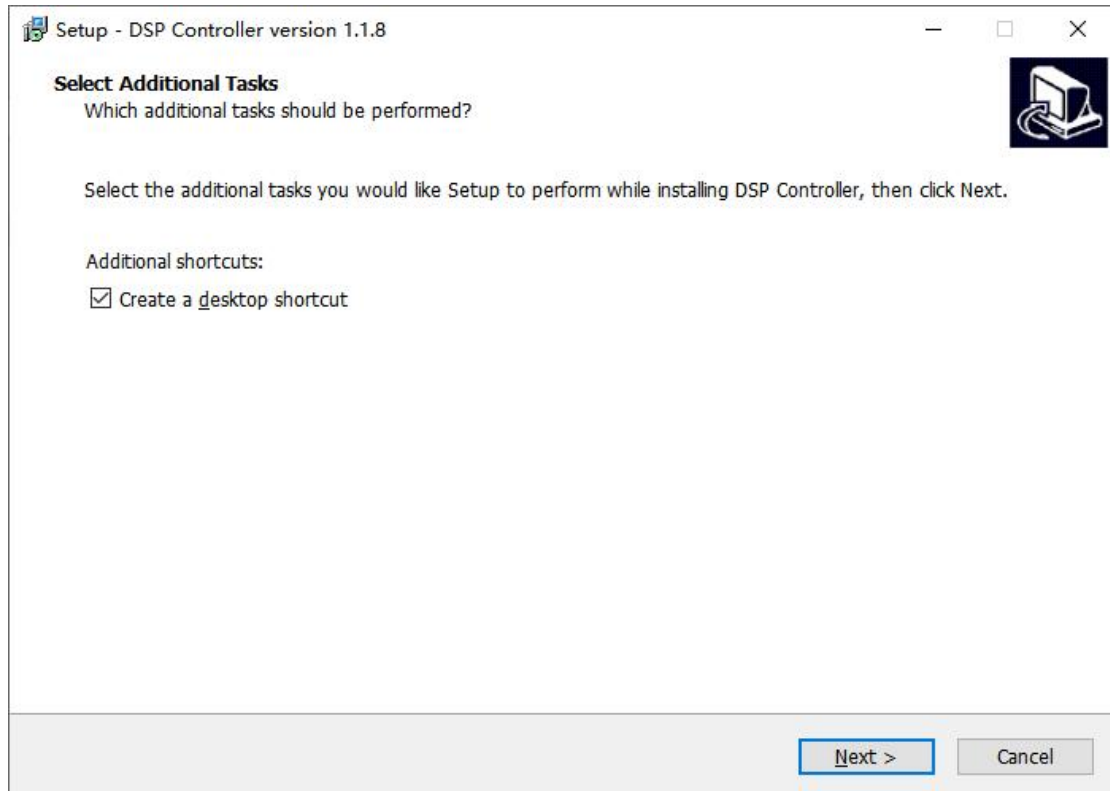 Setup - DSP Controller version 1.1.8
Select Additional Tasks
Which additional tasks should be performed?
Select the additional tasks you would like Setup to perform while installing DSP Controller, then click Next.
Additional shortcuts:
Create a desktop shortcut
Next >
Cancel